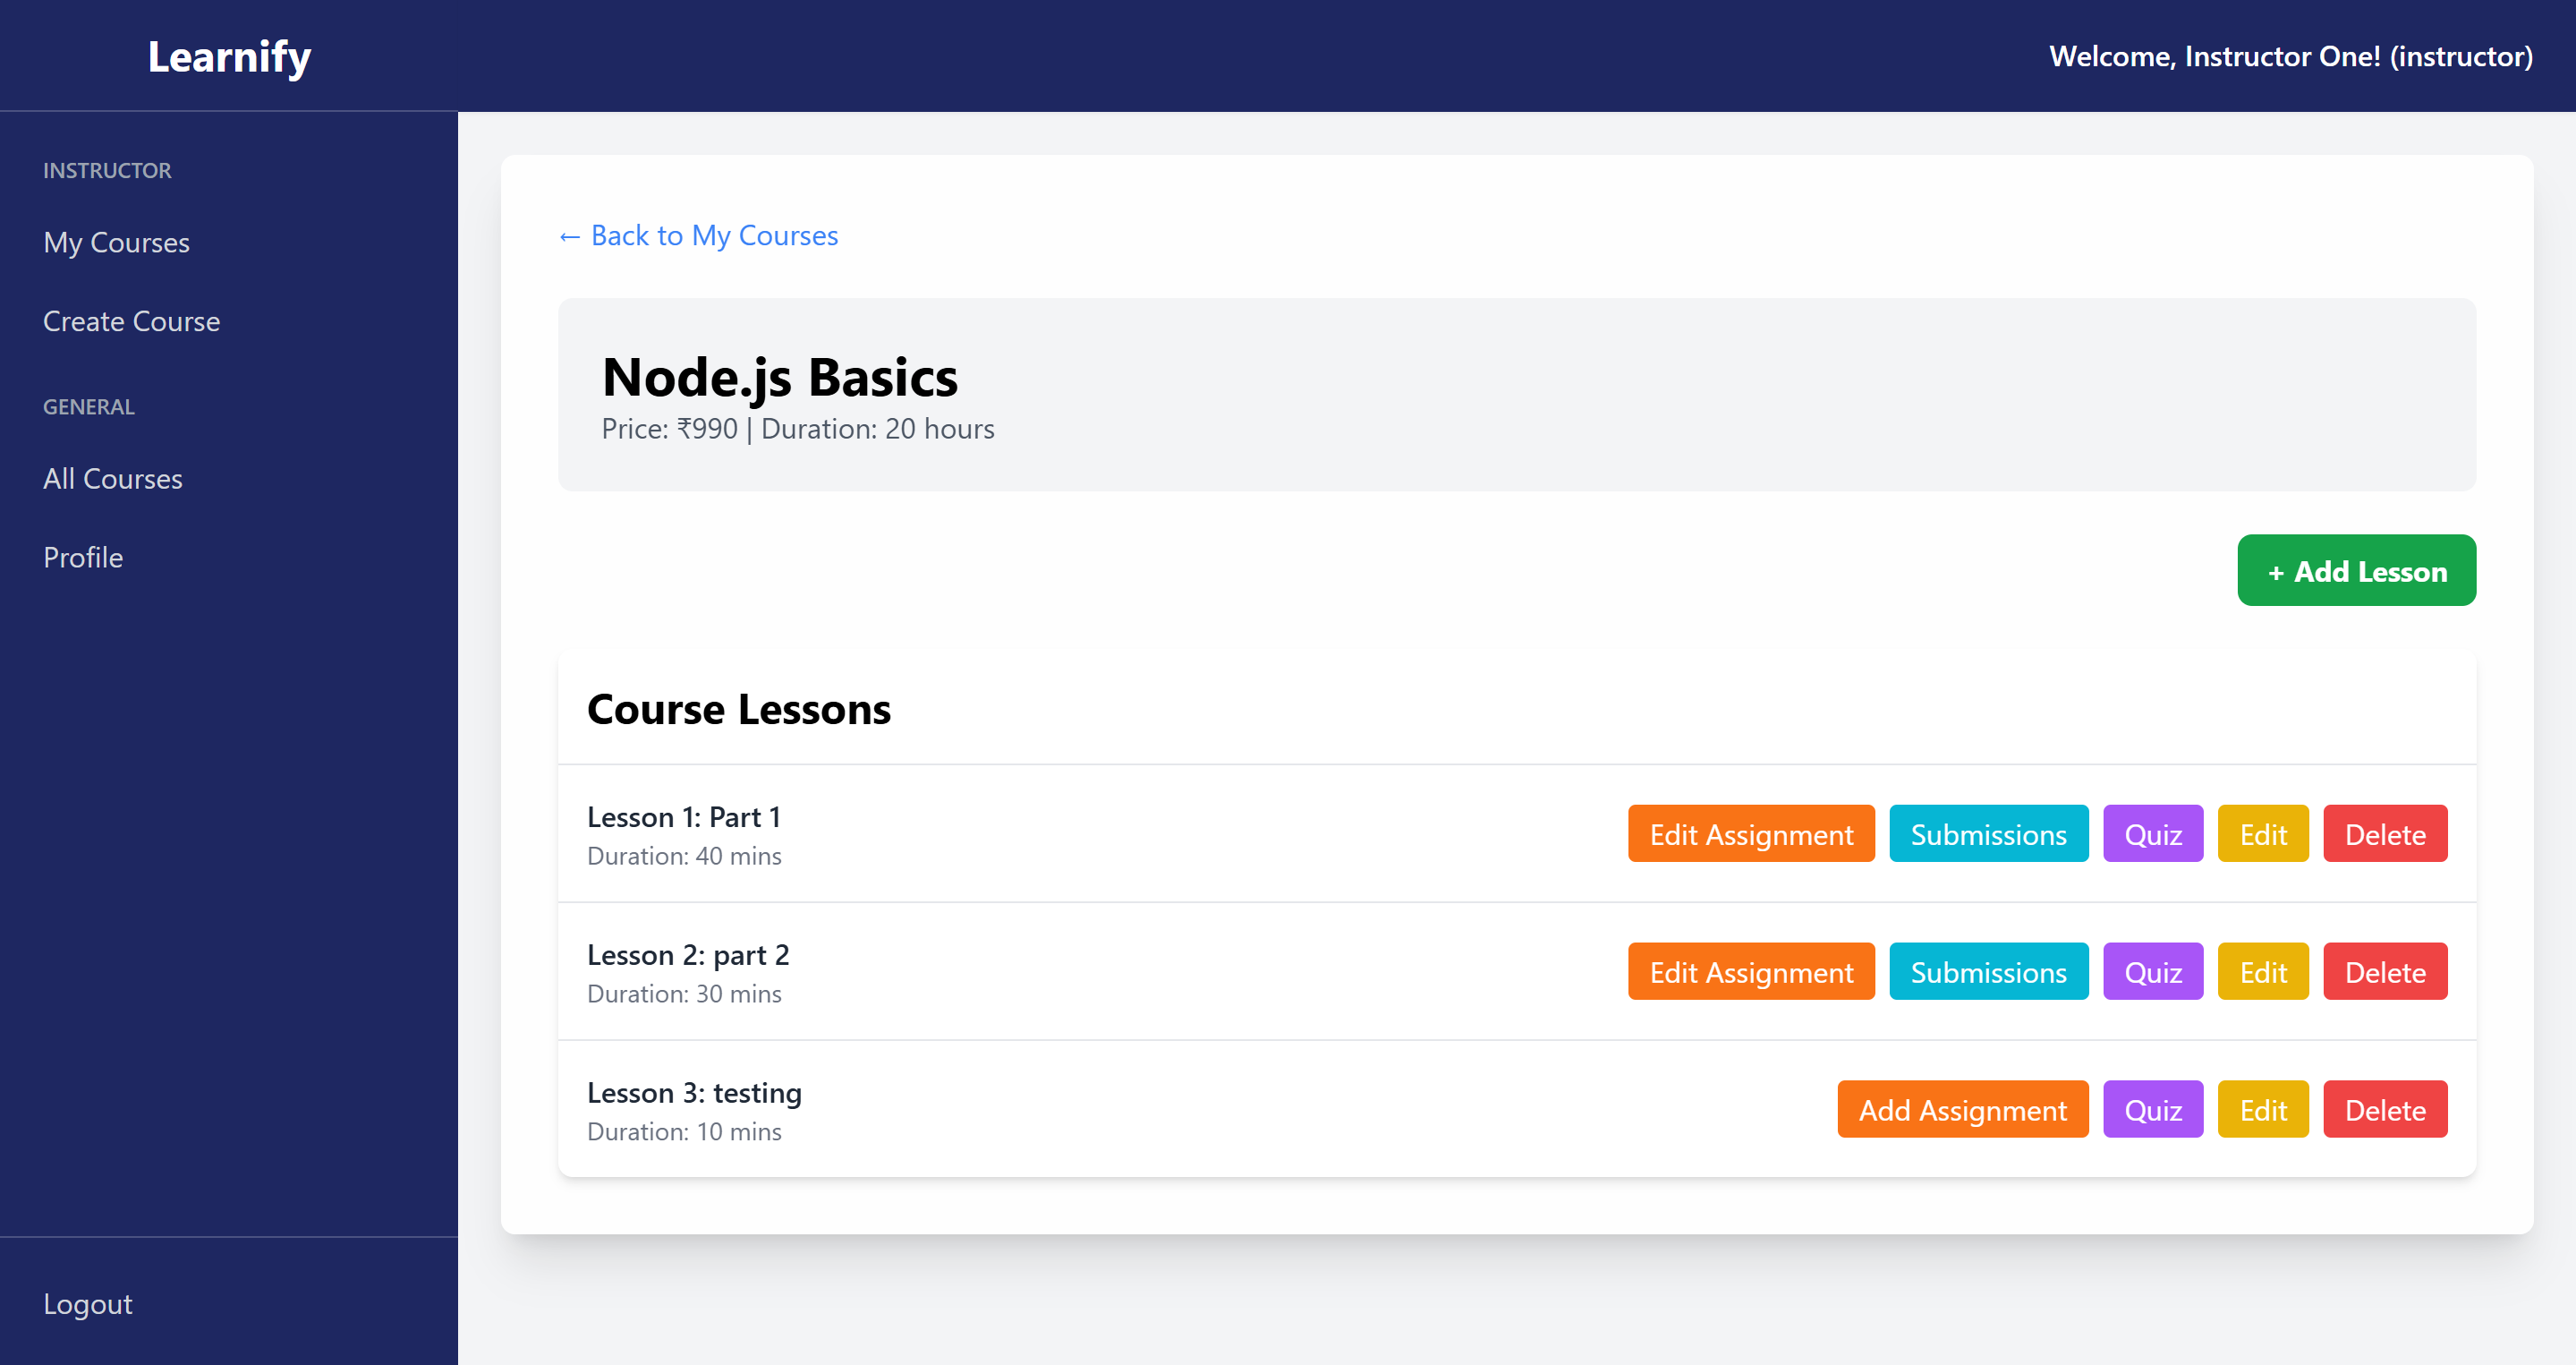 Learnify
Welcome, Instructor One! (instructor)
INSTRUCTOR
My Courses
Create Course
GENERAL
All Courses
Profile
Logout
← Back to My Courses
Node.js Basics
Price: ₹990 | Duration: 20 hours
+ Add Lesson
Course Lessons
Lesson 1: Part 1
Duration: 40 mins
Edit Assignment Submissions Quiz Edit Delete
Lesson 2: part 2
Duration: 30 mins
Edit Assignment Submissions Quiz Edit Delete
Lesson 3: testing
Duration: 10 mins
Add Assignment Quiz Edit Delete